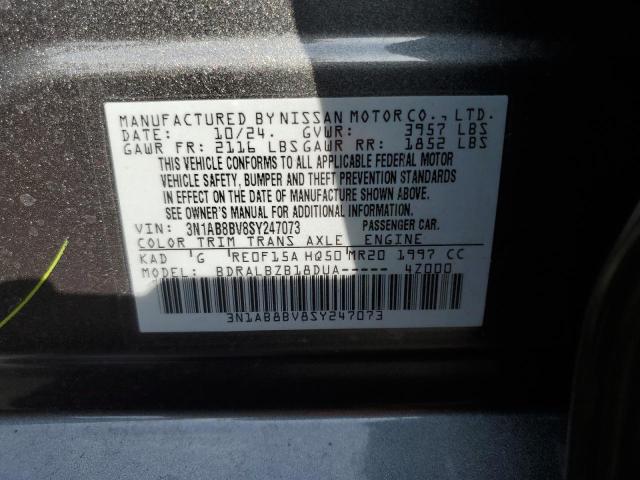 MANUFACTURED BY NISSAN MOTOR CO., LTD.
DATE: 10/24. GVWR: 3957 LBS
GAWR FR: 2116 LBS GAWR RR: 1852 LBS
THIS VEHICLE CONFORMS TO ALL APPLICABLE FEDERAL MOTOR
VEHICLE SAFETY, BUMPER AND THEFT PREVENTION STANDARDS
IN EFFECT ON THE DATE OF MANUFACTURE SHOWN ABOVE.
SEE OWNER'S MANUAL FOR ADDITIONAL INFORMATION.
VIN: 3N1AB8BV8SY247073 PASSENGER CAR.
COLOR TRIM TRANS AXLE ENGINE
KAD G RE0F15A HQ50 MR20 1997 CC
MODEL: BDRALBZB18DUA----- 4Z000
3N1AB8BV8SY247073